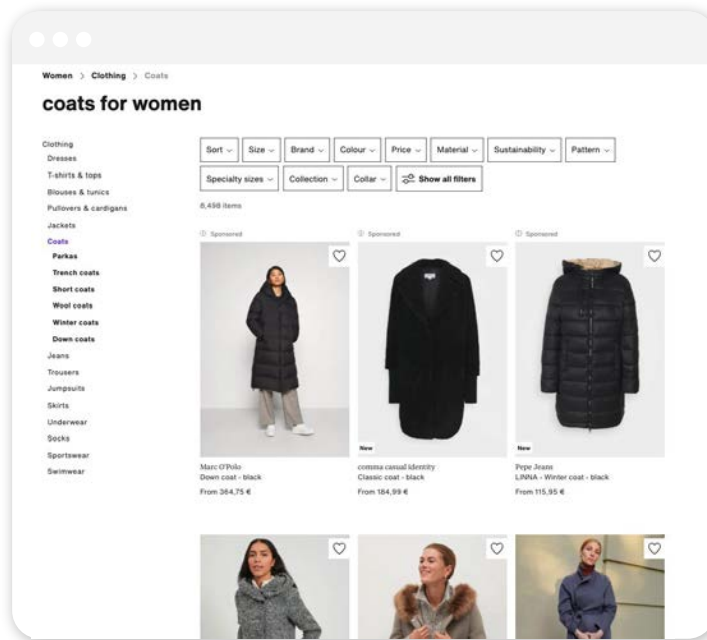 Women > Clothing > Coats
coats for women
Clothing
Dresses
T-shirts & tops
Blouses & tunics
Pullovers & cardigans
Jackets
Coats
Parkas
Trench coats
Short coats
Wool coats
Winter coats
Down coats
Jeans
Trousers
Jumpsuits
Skirts
Underwear
Socks
Sportswear
Swimwear
Sort Size Brand Colour Price Material Sustainability Pattern
Specialty sizes Collection Collar Show all filters
8,498 items
Sponsored
Marc O'Polo
Down coat - black
From 364,75 €
Sponsored
New
comma casual identity
Classic coat - black
From 184,99 €
Sponsored
New
Pepe Jeans
LINNA - Winter coat - black
From 115,95 €